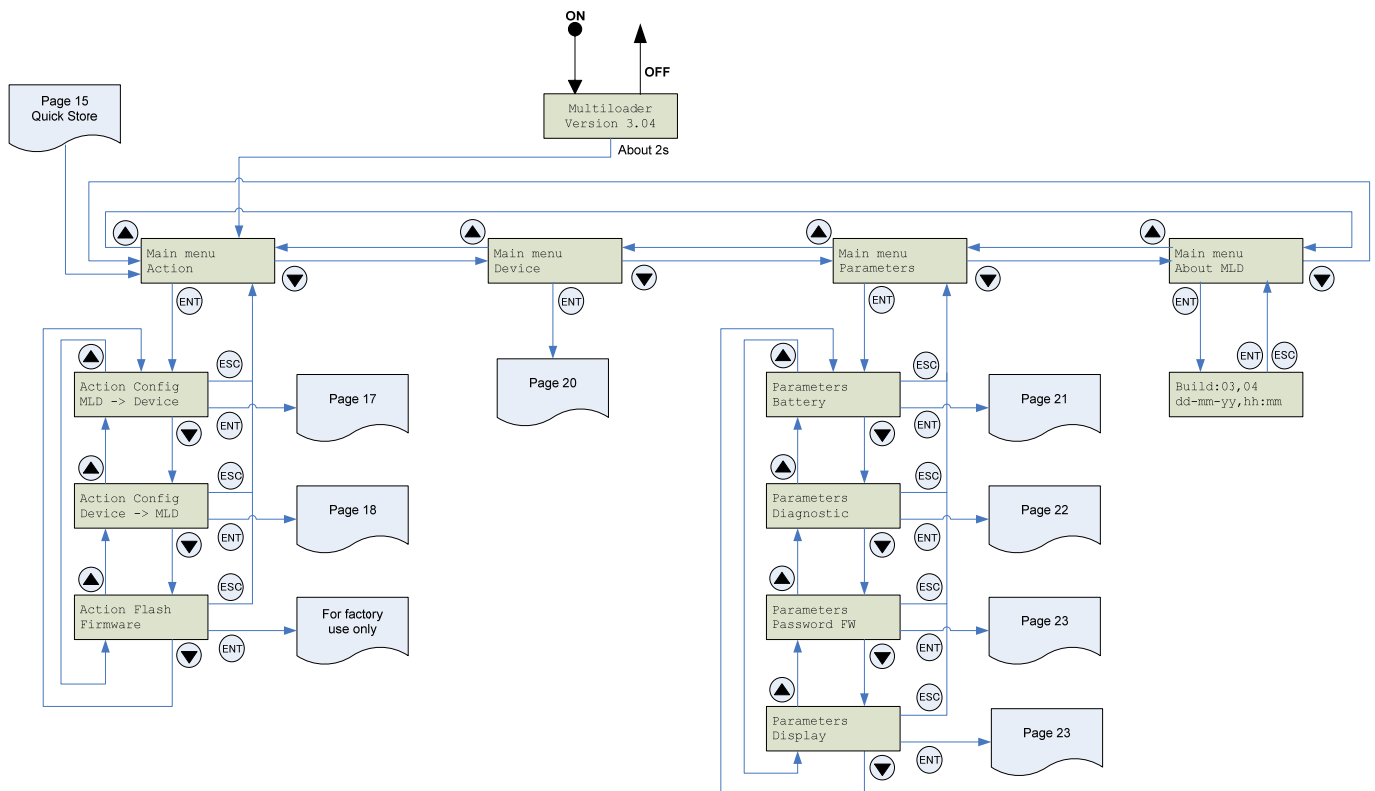 ON
OFF
Page 15
Quick Store
Multiloader
Version 3.04
About 2s
Main menu
Action
Main menu
Device
Main menu
Parameters
Main menu
About MLD
ENT
ENT
ENT
ENT
ENT
ESC
Build:03,04
dd-mm-yy,hh:mm
Page 20
Action Config
MLD -> Device
ESC
ENT
Page 17
Action Config
Device -> MLD
ESC
ENT
Page 18
Action Flash
Firmware
ESC
ENT
For factory
use only
Parameters
Battery
ESC
ENT
Page 21
Parameters
Diagnostic
ESC
ENT
Page 22
Parameters
Password FW
ESC
ENT
Page 23
Parameters
Display
ESC
ENT
Page 23